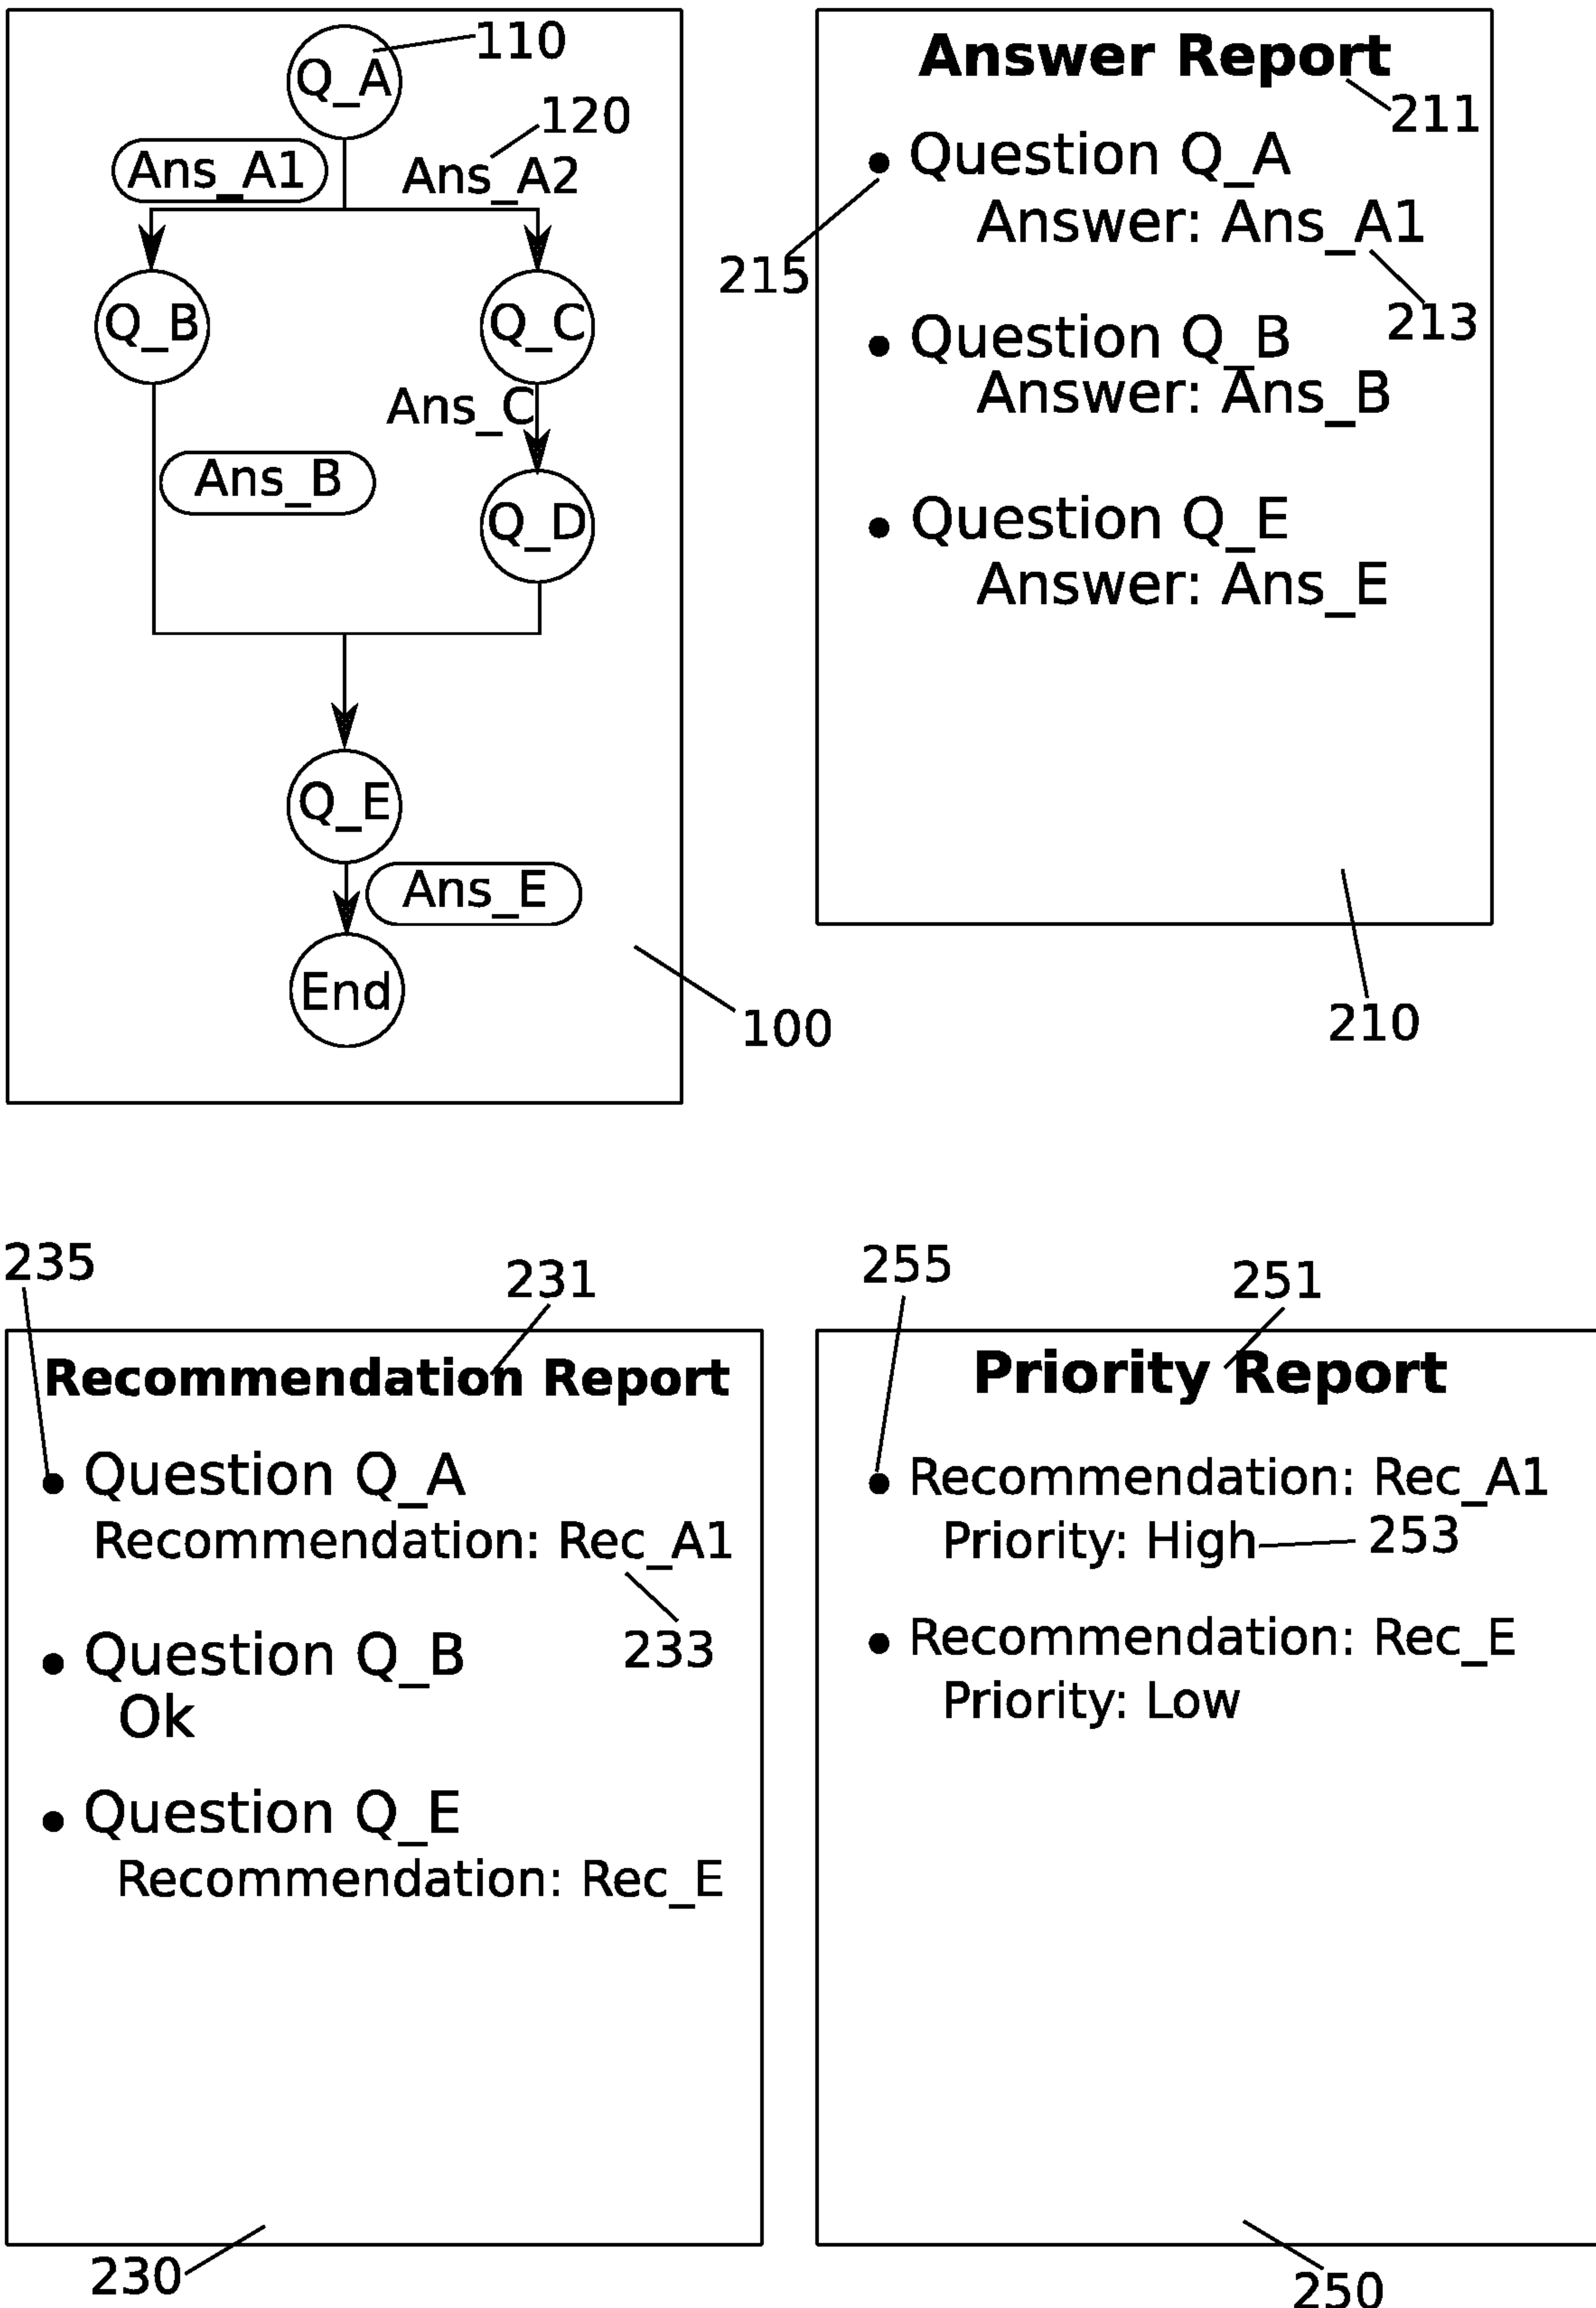 Q_A
110
120
Ans_A1
Ans_A2
Q_B
Q_C
Ans_C
Ans_B
Q_D
Q_E
Ans_E
End
100
Answer Report
211
Question Q_A
Answer: Ans_A1
215
213
Question Q_B
Answer: Ans_B
Question Q_E
Answer: Ans_E
210
235
231
Recommendation Report
Question Q_A
Recommendation: Rec_A1
233
Question Q_B
Ok
Question Q_E
Recommendation: Rec_E
230
255
251
Priority Report
Recommendation: Rec_A1
Priority: High
253
Recommendation: Rec_E
Priority: Low
250